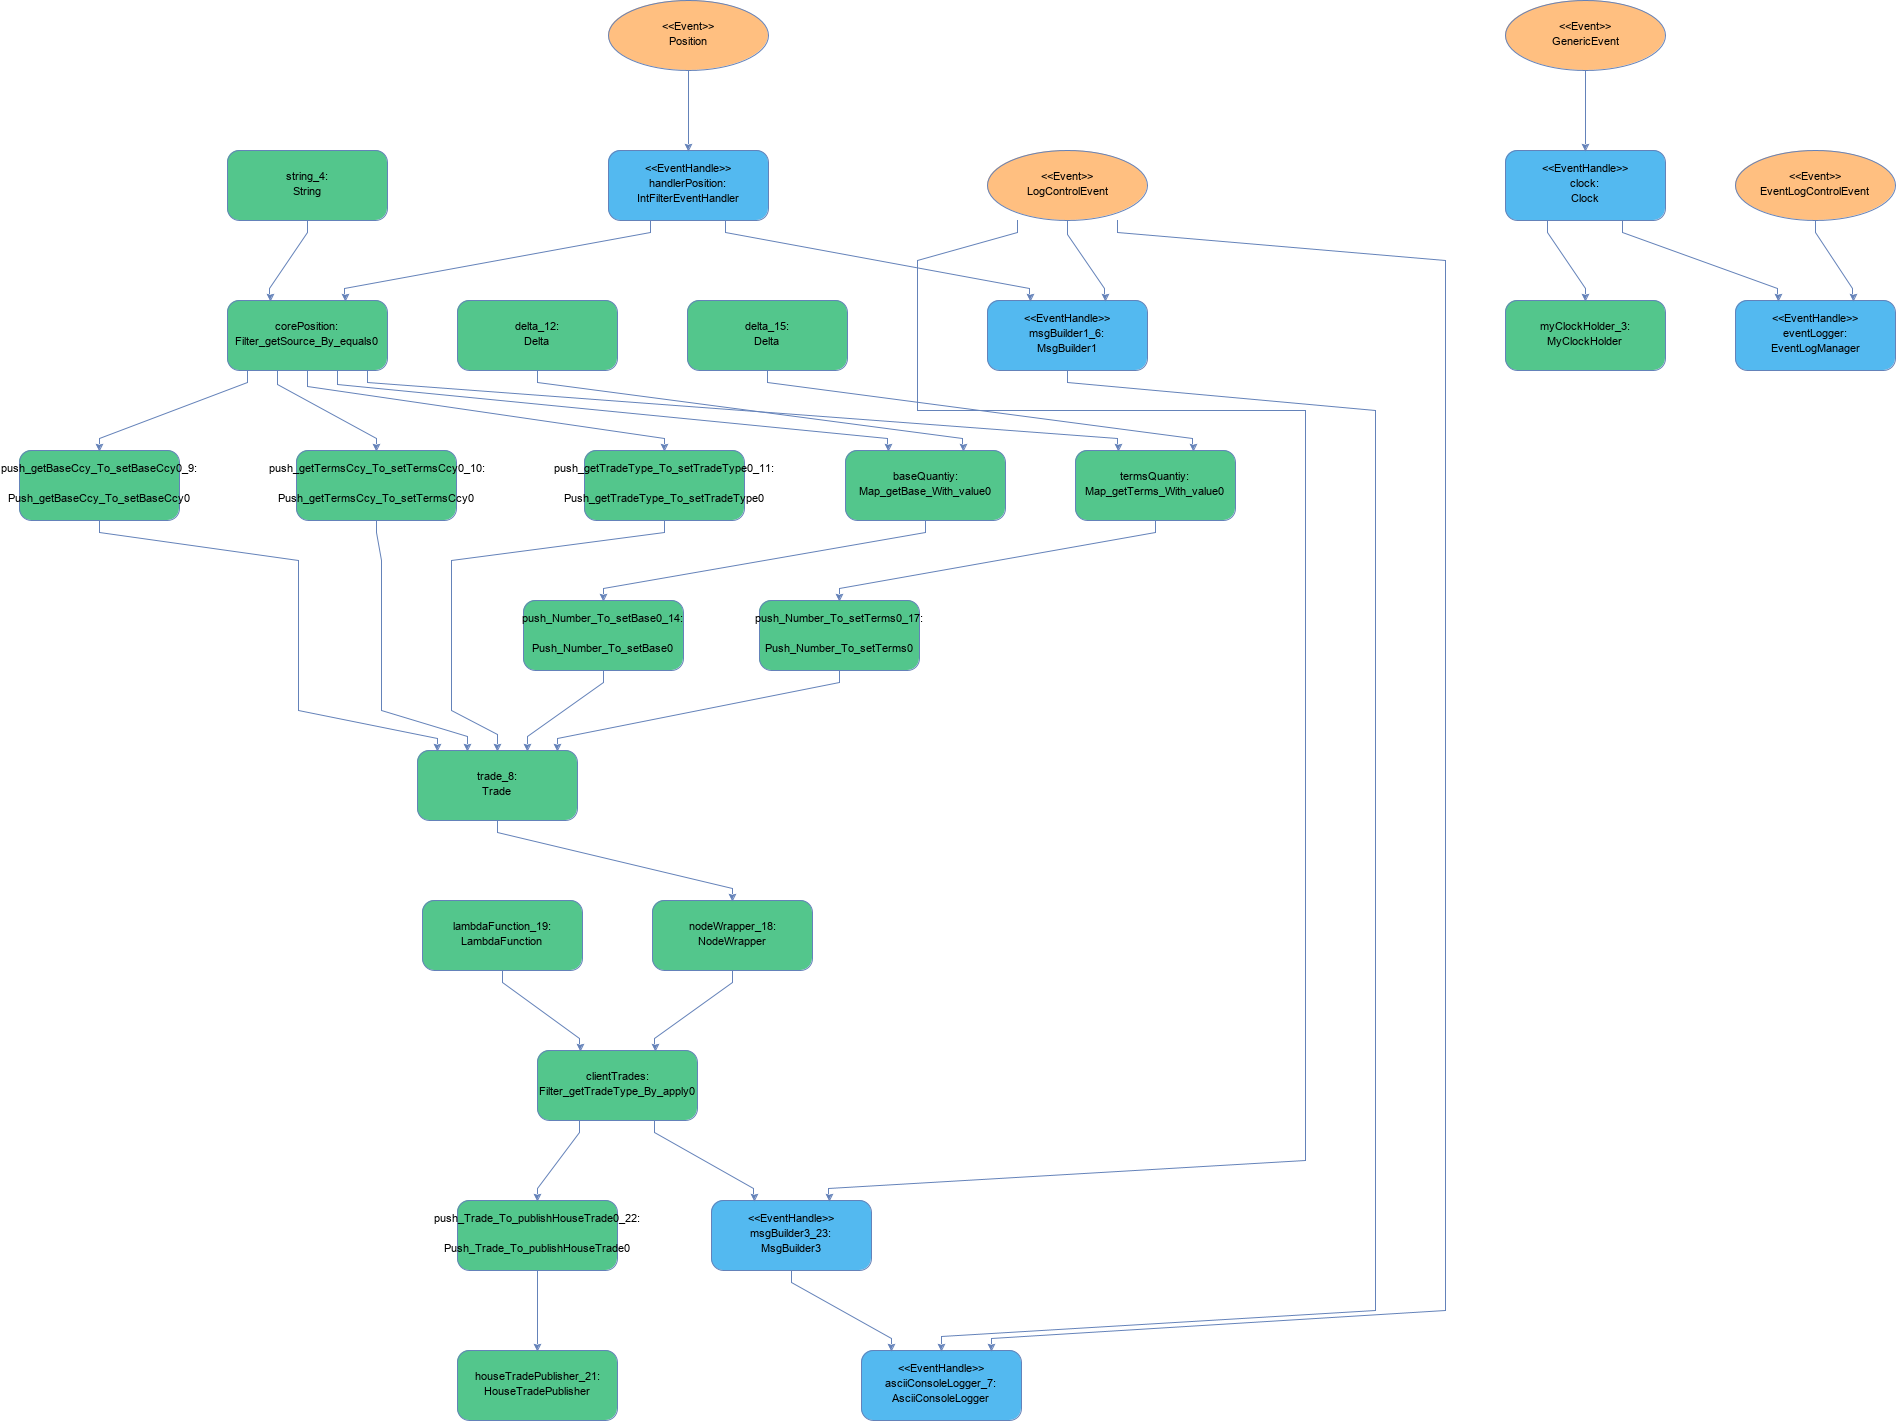 <<Event>>
Position
<<Event>>
GenericEvent
string_4:
String
<<EventHandle>>
handlerPosition:
IntFilterEventHandler
<<Event>>
LogControlEvent
<<EventHandle>>
clock:
Clock
<<Event>>
EventLogControlEvent
corePosition:
Filter_getSource_By_equals0
delta_12:
Delta
delta_15:
Delta
<<EventHandle>>
msgBuilder1_6:
MsgBuilder1
myClockHolder_3:
MyClockHolder
<<EventHandle>>
eventLogger:
EventLogManager
push_getBaseCcy_To_setBaseCcy0_9:
Push_getBaseCcy_To_setBaseCcy0
push_getTermsCcy_To_setTermsCcy0_10:
Push_getTermsCcy_To_setTermsCcy0
push_getTradeType_To_setTradeType0_11:
Push_getTradeType_To_setTradeType0
baseQuantiy:
Map_getBase_With_value0
termsQuantiy:
Map_getTerms_With_value0
push_Number_To_setBase0_14:
Push_Number_To_setBase0
push_Number_To_setTerms0_17:
Push_Number_To_setTerms0
trade_8:
Trade
lambdaFunction_19:
LambdaFunction
nodeWrapper_18:
NodeWrapper
clientTrades:
Filter_getTradeType_By_apply0
push_Trade_To_publishHouseTrade0_22:
Push_Trade_To_publishHouseTrade0
<<EventHandle>>
msgBuilder3_23:
MsgBuilder3
houseTradePublisher_21:
HouseTradePublisher
<<EventHandle>>
asciiConsoleLogger_7:
AsciiConsoleLogger